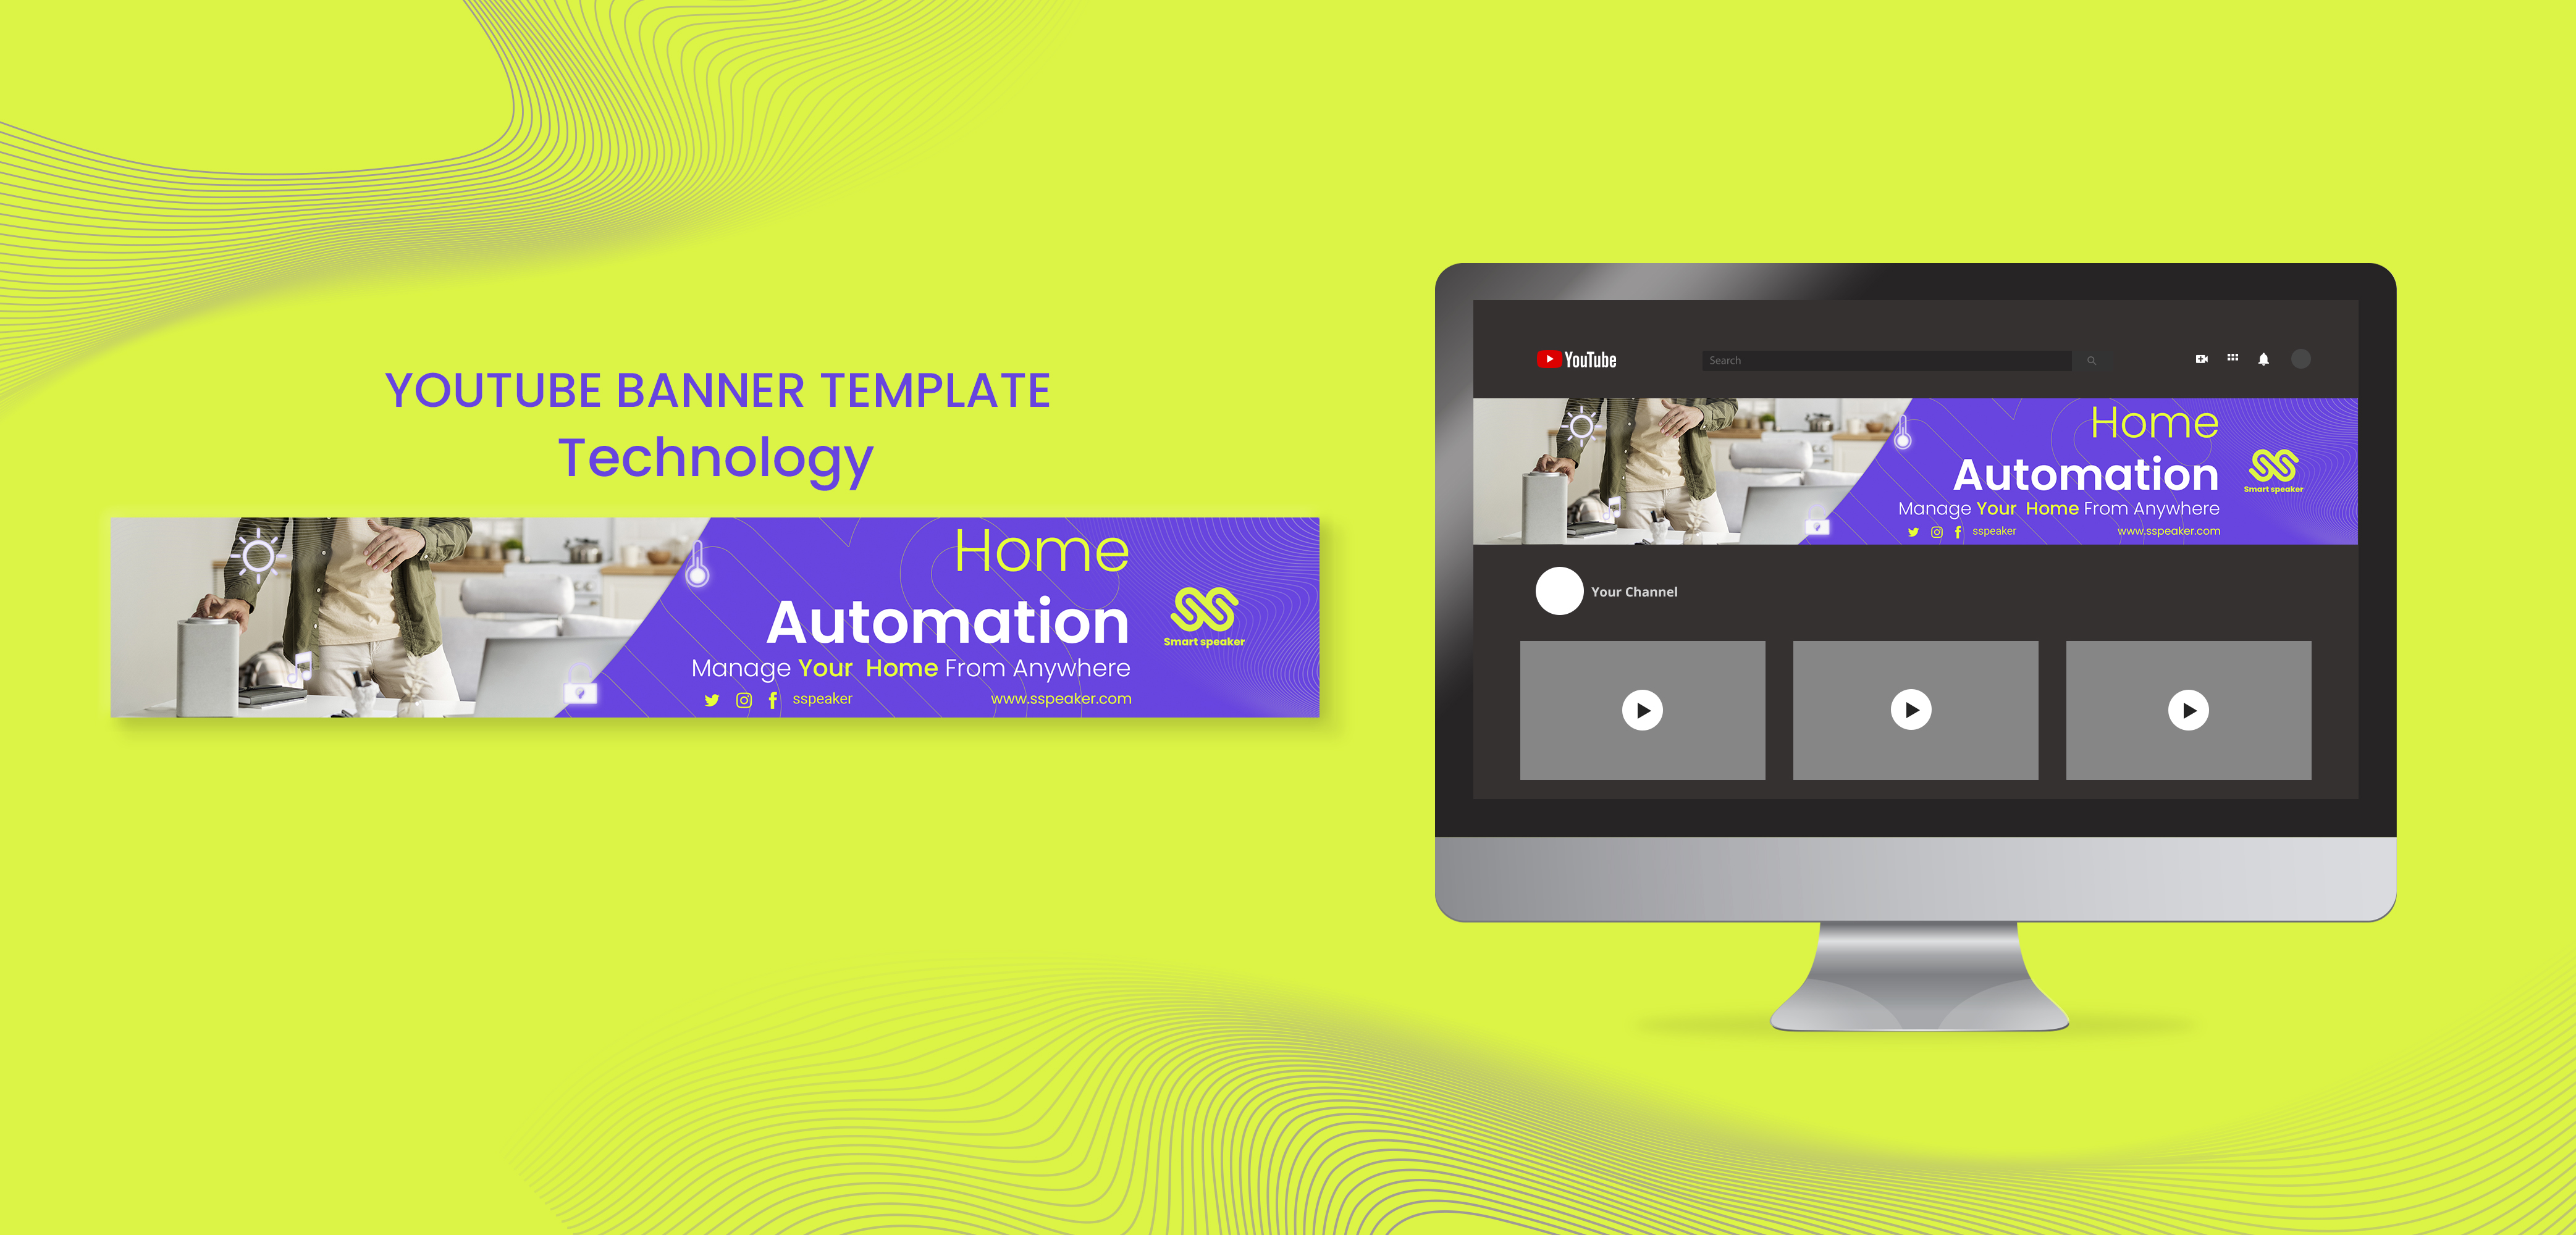 YOUTUBE BANNER TEMPLATE
Technology
Home
Automation
Manage Your Home From Anywhere
sspeaker
www.sspeaker.com
Smart speaker
YouTube
Search
Home
Automation
Manage Your Home From Anywhere
sspeaker
www.sspeaker.com
Smart speaker
Your Channel